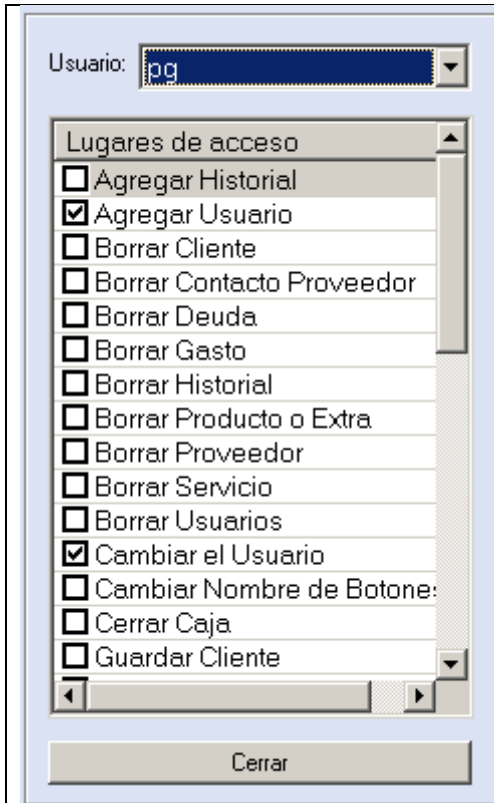 Usuario: pg
Lugares de acceso
Agregar Historial
Agregar Usuario
Borrar Cliente
Borrar Contacto Proveedor
Borrar Deuda
Borrar Gasto
Borrar Historial
Borrar Producto o Extra
Borrar Proveedor
Borrar Servicio
Borrar Usuarios
Cambiar el Usuario
Cambiar Nombre de Botone
Cerrar Caja
Guardar Cliente
Cerrar